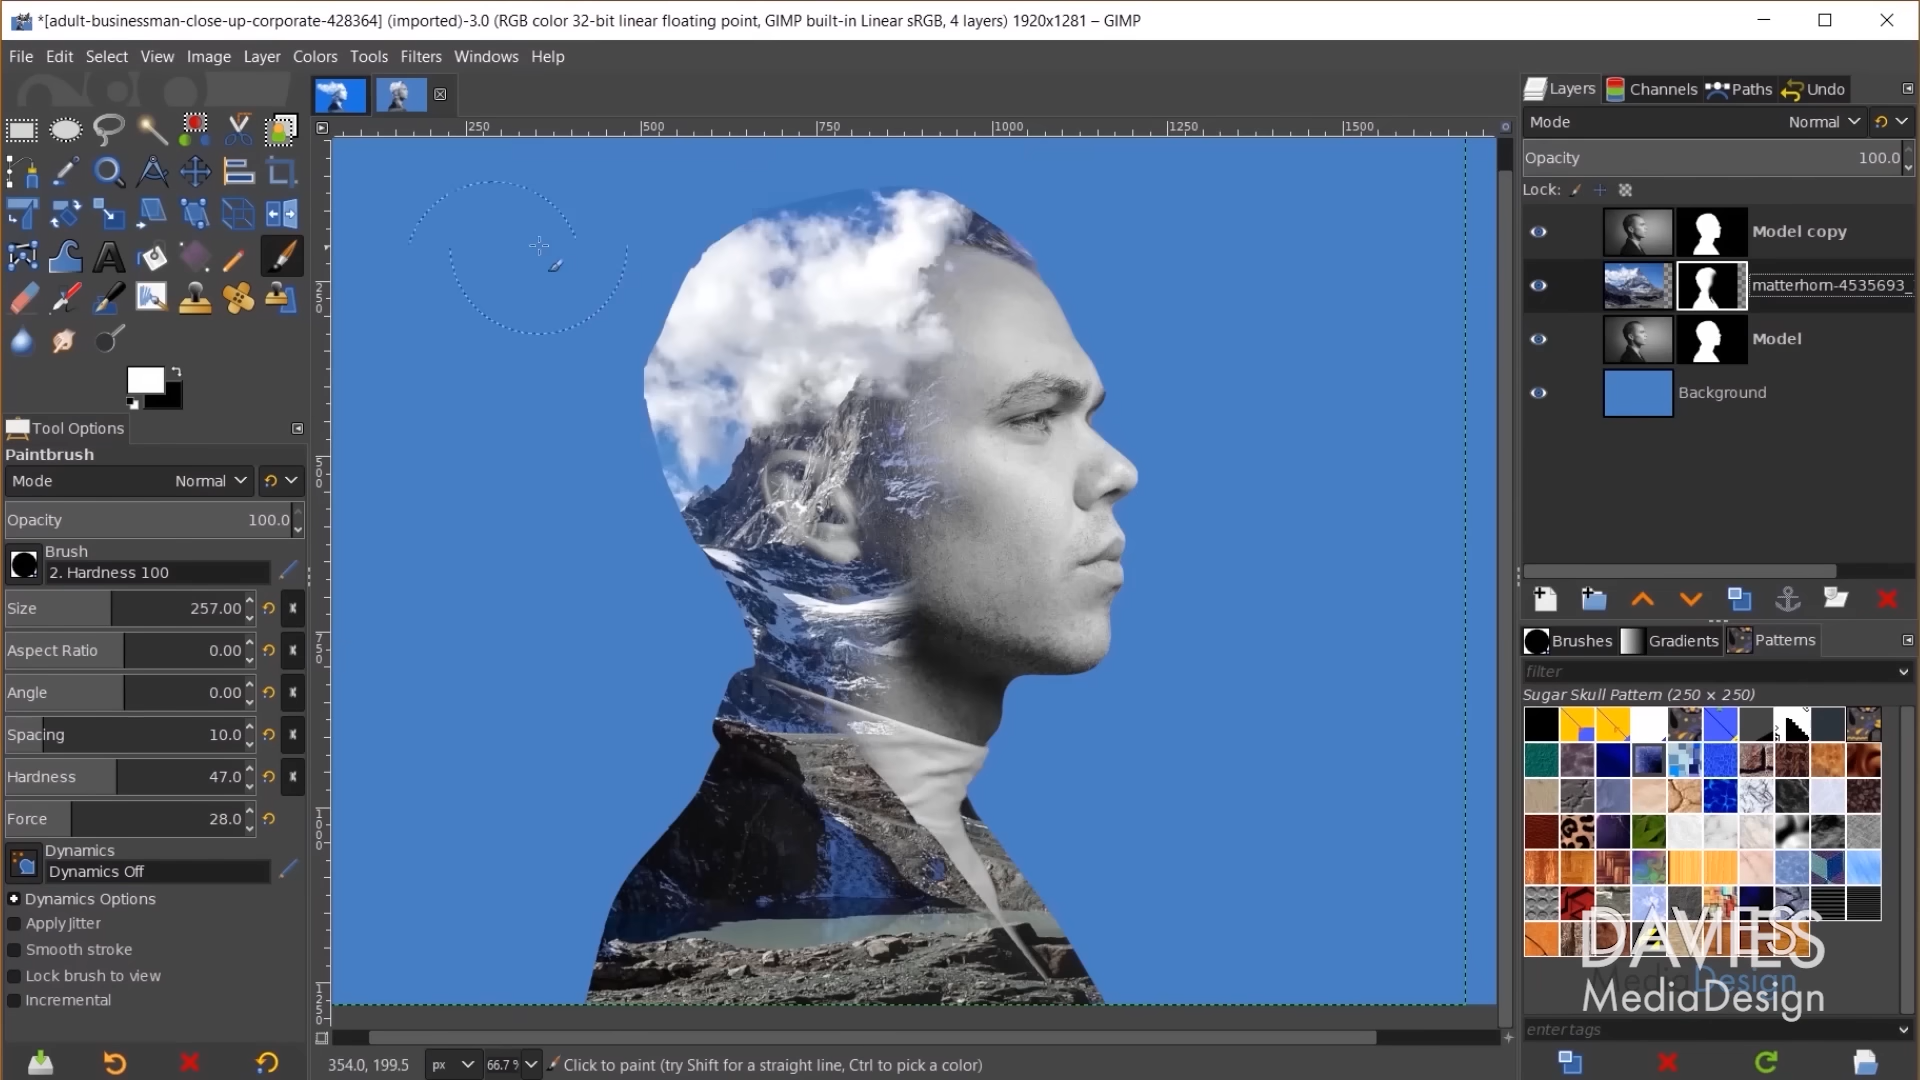 *[adult-businessman-close-up-corporate-428364] (imported)-3.0 (RGB color 32-bit linear floating point, GIMP built-in Linear sRGB, 4 layers) 1920x1281 – GIMP
File Edit Select View Image Layer Colors Tools Filters Windows Help
Tool Options
Paintbrush
Mode Normal
Opacity 100.0
Brush
2. Hardness 100
Size 257.00
Aspect Ratio 0.00
Angle 0.00
Spacing 10.0
Hardness 47.0
Force 28.0
Dynamics
Dynamics Off
Dynamics Options
Apply Jitter
Smooth stroke
Lock brush to view
Incremental
250 500 750 1000 1250 1500
250
500
750
1000
1250
354.0, 199.5 px 66.7 % Click to paint (try Shift for a straight line, Ctrl to pick a color)
Layers Channels Paths Undo
Mode Normal
Opacity 100.0
Lock:
Model copy
matterhorn-4535693_
Model
Background
Brushes Gradients Patterns
filter
Sugar Skull Pattern (250 × 250)
DAVIES
MediaDesign
enter tags